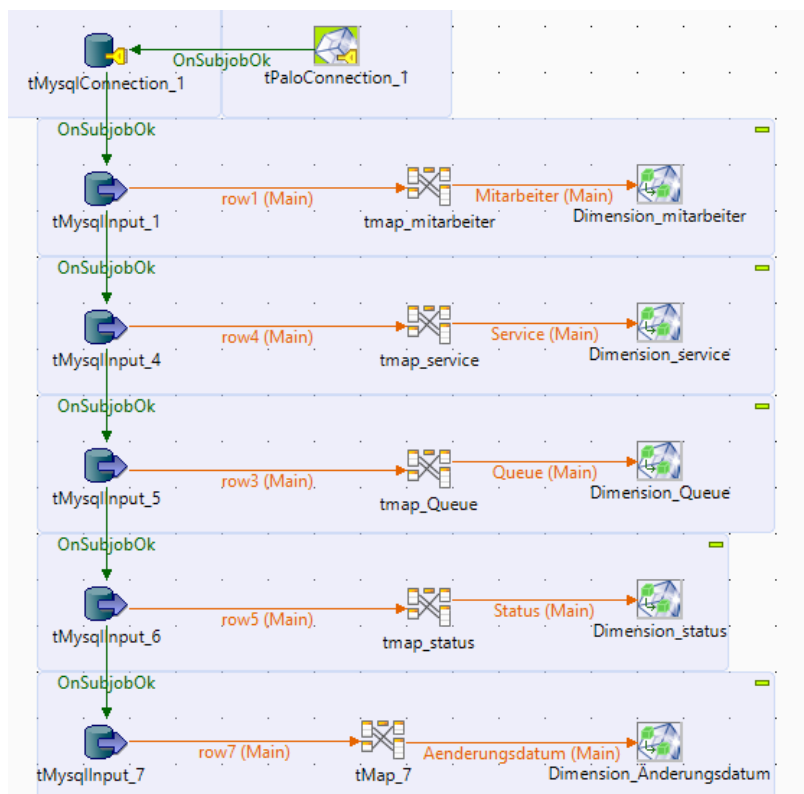 OnSubjobOk
tMysqlConnection_1
tPaloConnection_1
OnSubjobOk
row1 (Main)
Mitarbeiter (Main)
tMysqlInput_1
tmap_mitarbeiter
Dimension_mitarbeiter
OnSubjobOk
row4 (Main)
Service (Main)
tMysqlInput_4
tmap_service
Dimension_service
OnSubjobOk
row3 (Main)
Queue (Main)
tMysqlInput_5
tmap_Queue
Dimension_Queue
OnSubjobOk
row5 (Main)
Status (Main)
tMysqlInput_6
tmap_status
Dimension_status
OnSubjobOk
row7 (Main)
Aenderungsdatum (Main)
tMysqlInput_7
tMap_7
Dimension_Änderungsdatum